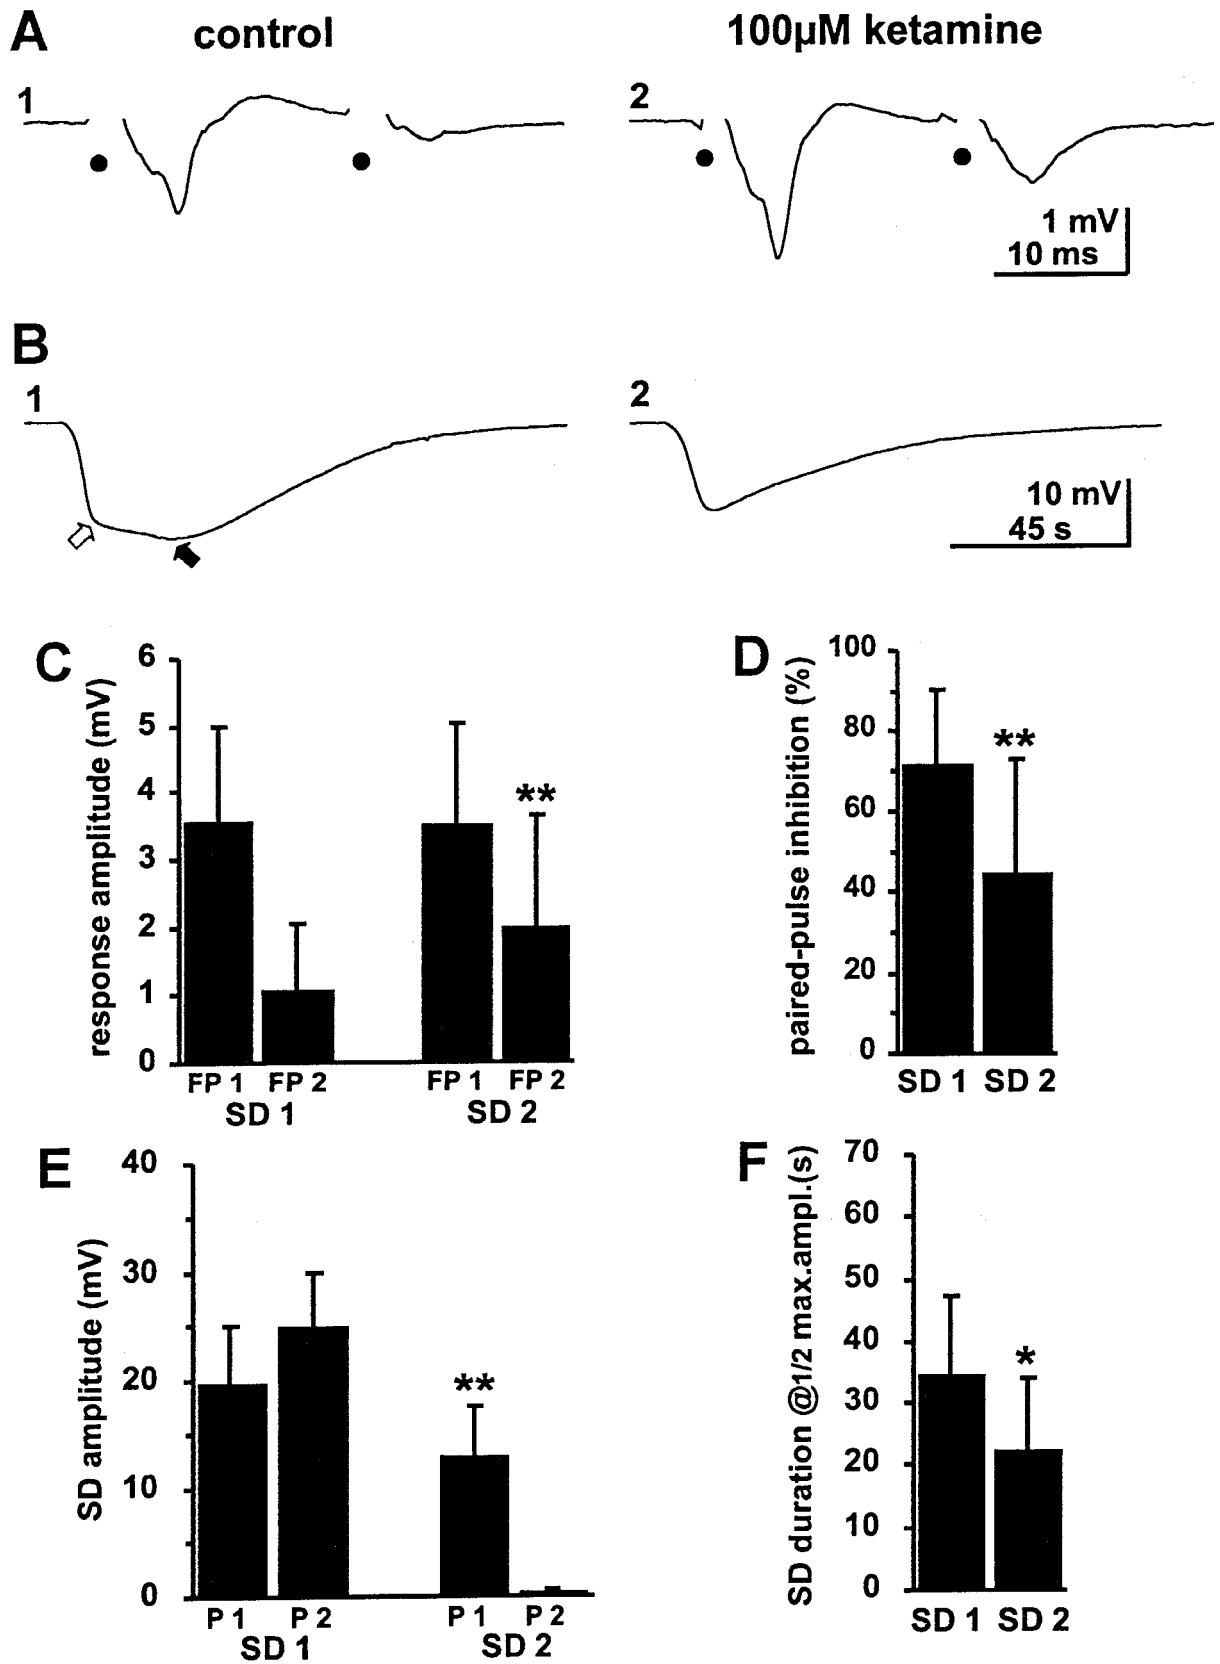 A
control
100µM ketamine
1
2
1 mV
10 ms
B
1
2
10 mV
45 s
C
response amplitude (mV)
6
5
4
3
2
1
0
**
FP 1 FP 2 FP 1 FP 2
SD 1 SD 2
D
paired-pulse inhibition (%)
100
80
60
40
20
0
**
SD 1 SD 2
E
SD amplitude (mV)
40
30
20
10
0
**
P 1 P 2 P 1 P 2
SD 1 SD 2
F
SD duration @1/2 max.ampl.(s)
70
60
50
40
30
20
10
0
*
SD 1 SD 2